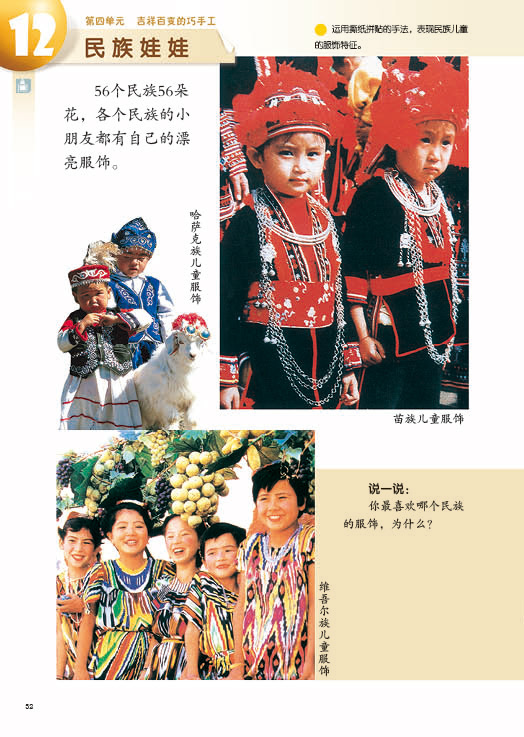 12
第四单元 吉祥百变的巧手工
民族娃娃
运用撕纸拼贴的手法，表现民族儿童
的服饰特征。
56个民族56朵
花，各个民族的小
朋友都有自己的漂
亮服饰。
哈萨克族儿童服饰
苗族儿童服饰
说一说：
你最喜欢哪个民族
的服饰，为什么？
维吾尔族儿童服饰
32